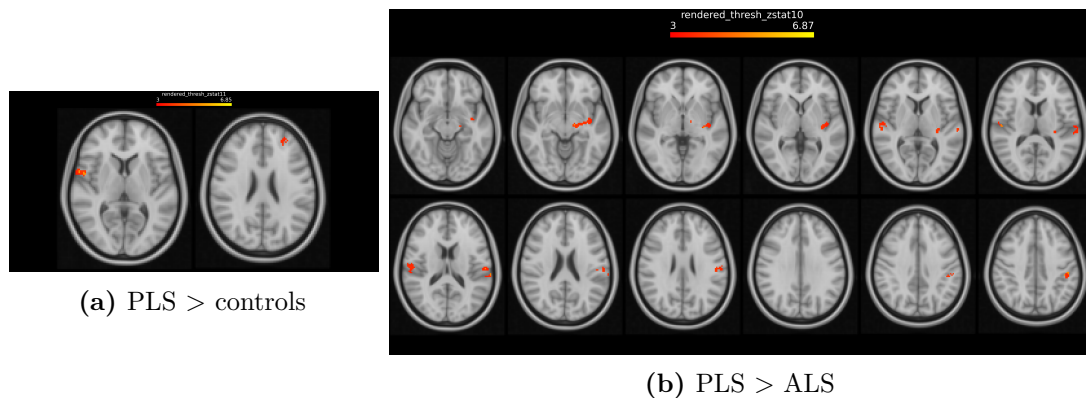 rendered_thresh_zstat11
3 6.85
(a) PLS > controls
rendered_thresh_zstat10
3 6.87
(b) PLS > ALS